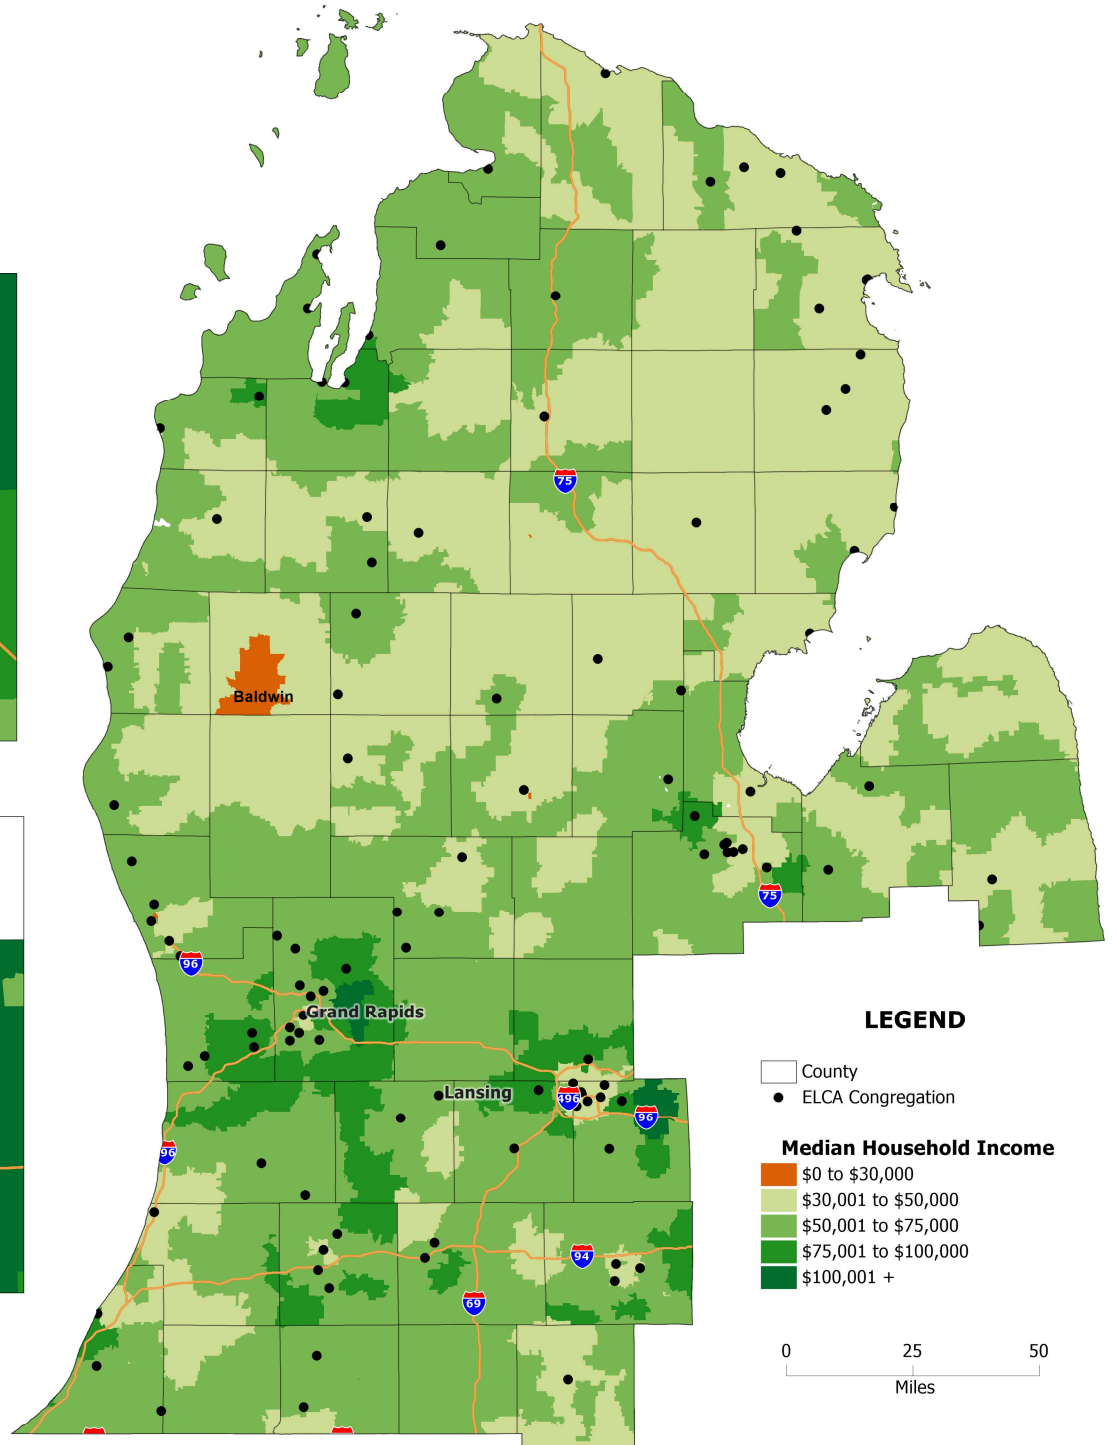 75
Baldwin
75
96
Grand Rapids
Lansing
496
96
96
94
69
LEGEND
County
ELCA Congregation
Median Household Income
$0 to $30,000
$30,001 to $50,000
$50,001 to $75,000
$75,001 to $100,000
$100,001 +
0 25 50
Miles